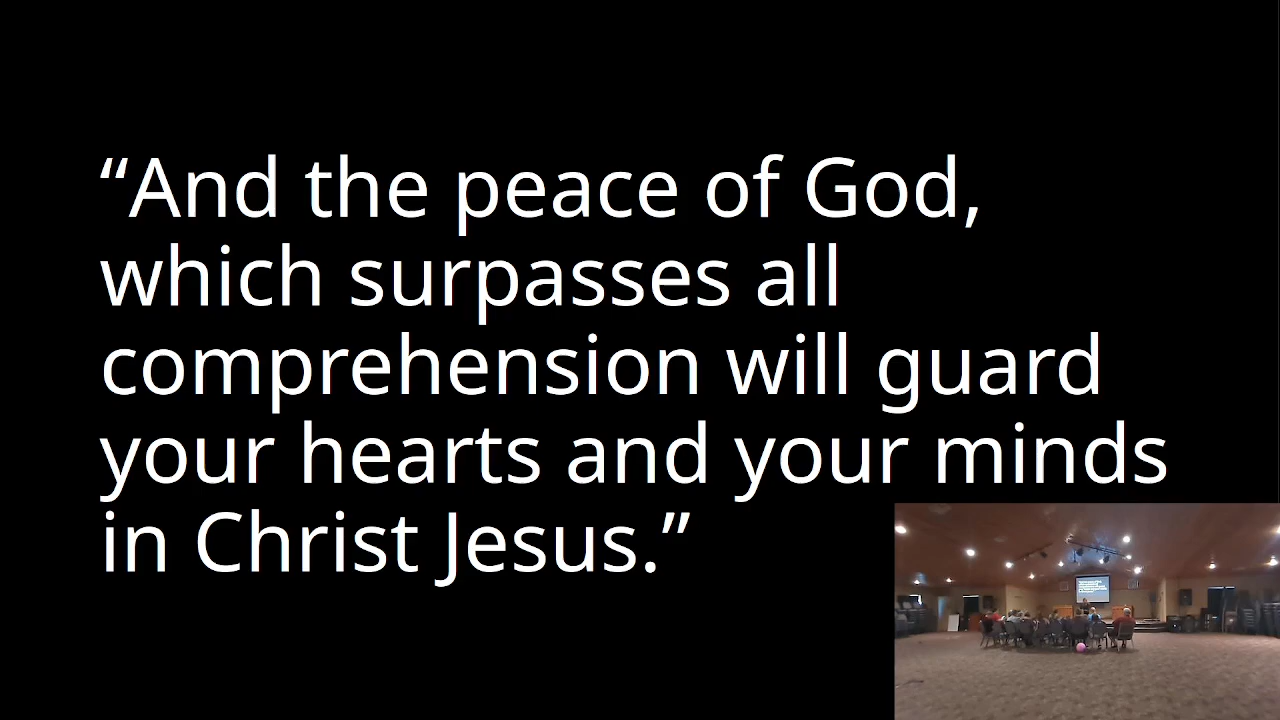 “And the peace of God,
which surpasses all
comprehension will guard
your hearts and your minds
in Christ Jesus.”